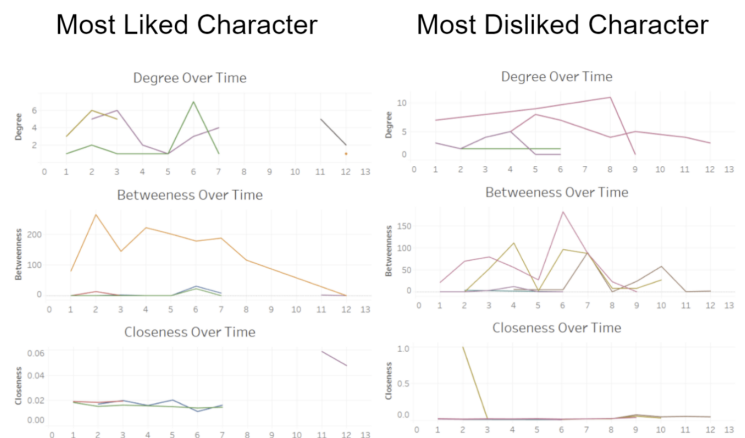 Most Liked Character
Degree Over Time
Degree
6
4
2
0 1 2 3 4 5 6 7 8 9 10 11 12 13
Betweeness Over Time
Betweenness
200
100
0
0 1 2 3 4 5 6 7 8 9 10 11 12 13
Closeness Over Time
Closeness
0.06
0.04
0.02
0.00
0 1 2 3 4 5 6 7 8 9 10 11 12 13
Most Disliked Character
Degree Over Time
Degree
10
5
0
0 1 2 3 4 5 6 7 8 9 10 11 12 13
Betweeness Over Time
Betweenness
150
100
50
0
0 1 2 3 4 5 6 7 8 9 10 11 12 13
Closeness Over Time
Closeness
1.0
0.5
0.0
0 1 2 3 4 5 6 7 8 9 10 11 12 13